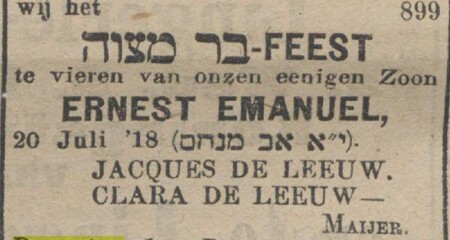 wij het 899
בר מצוה-FEEST
te vieren van onzen eenigen Zoon
ERNEST EMANUEL,
20 Juli '18 (י״א אב מנחם).
JACQUES DE LEEUW.
CLARA DE LEEUW—
MAIJER.